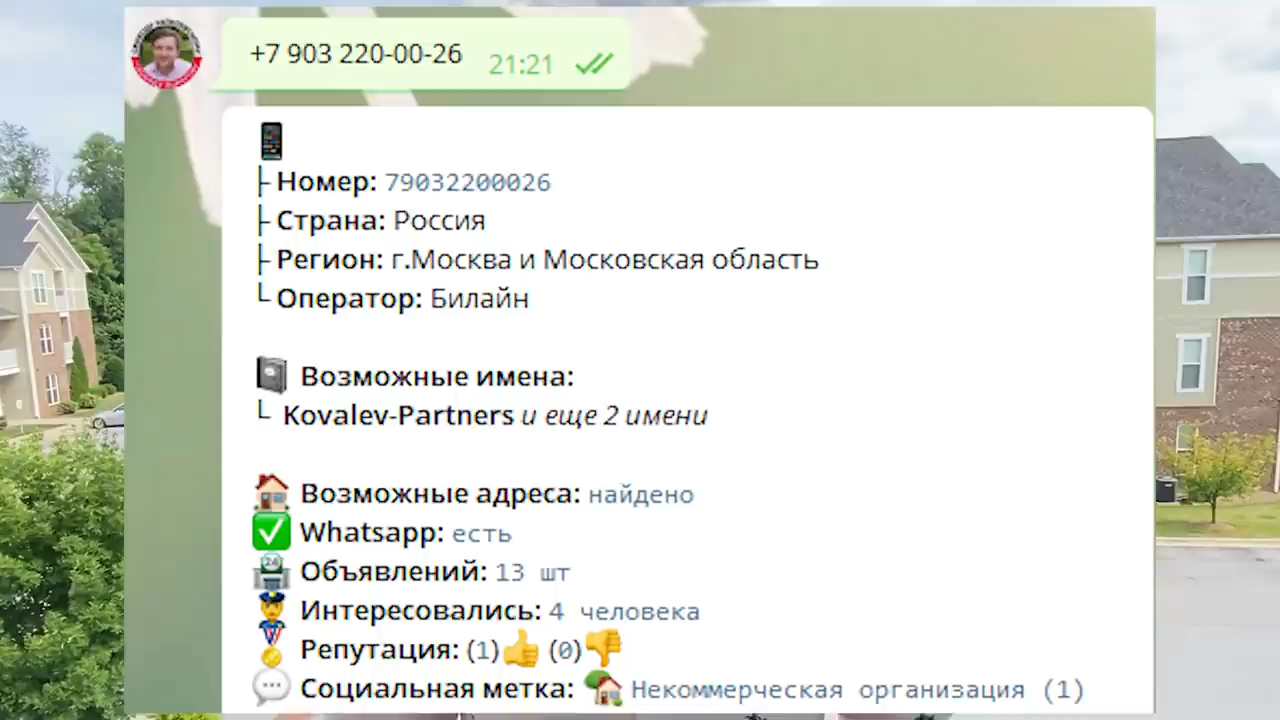 +7 903 220-00-26 21:21
Номер: 79032200026
Страна: Россия
Регион: г.Москва и Московская область
Оператор: Билайн
Возможные имена:
Kovalev-Partners и еще 2 имени
Возможные адреса: найдено
Whatsapp: есть
Объявлений: 13 шт
Интересовались: 4 человека
Репутация: (1)👍 (0)👎
Социальная метка: Некоммерческая организация (1)